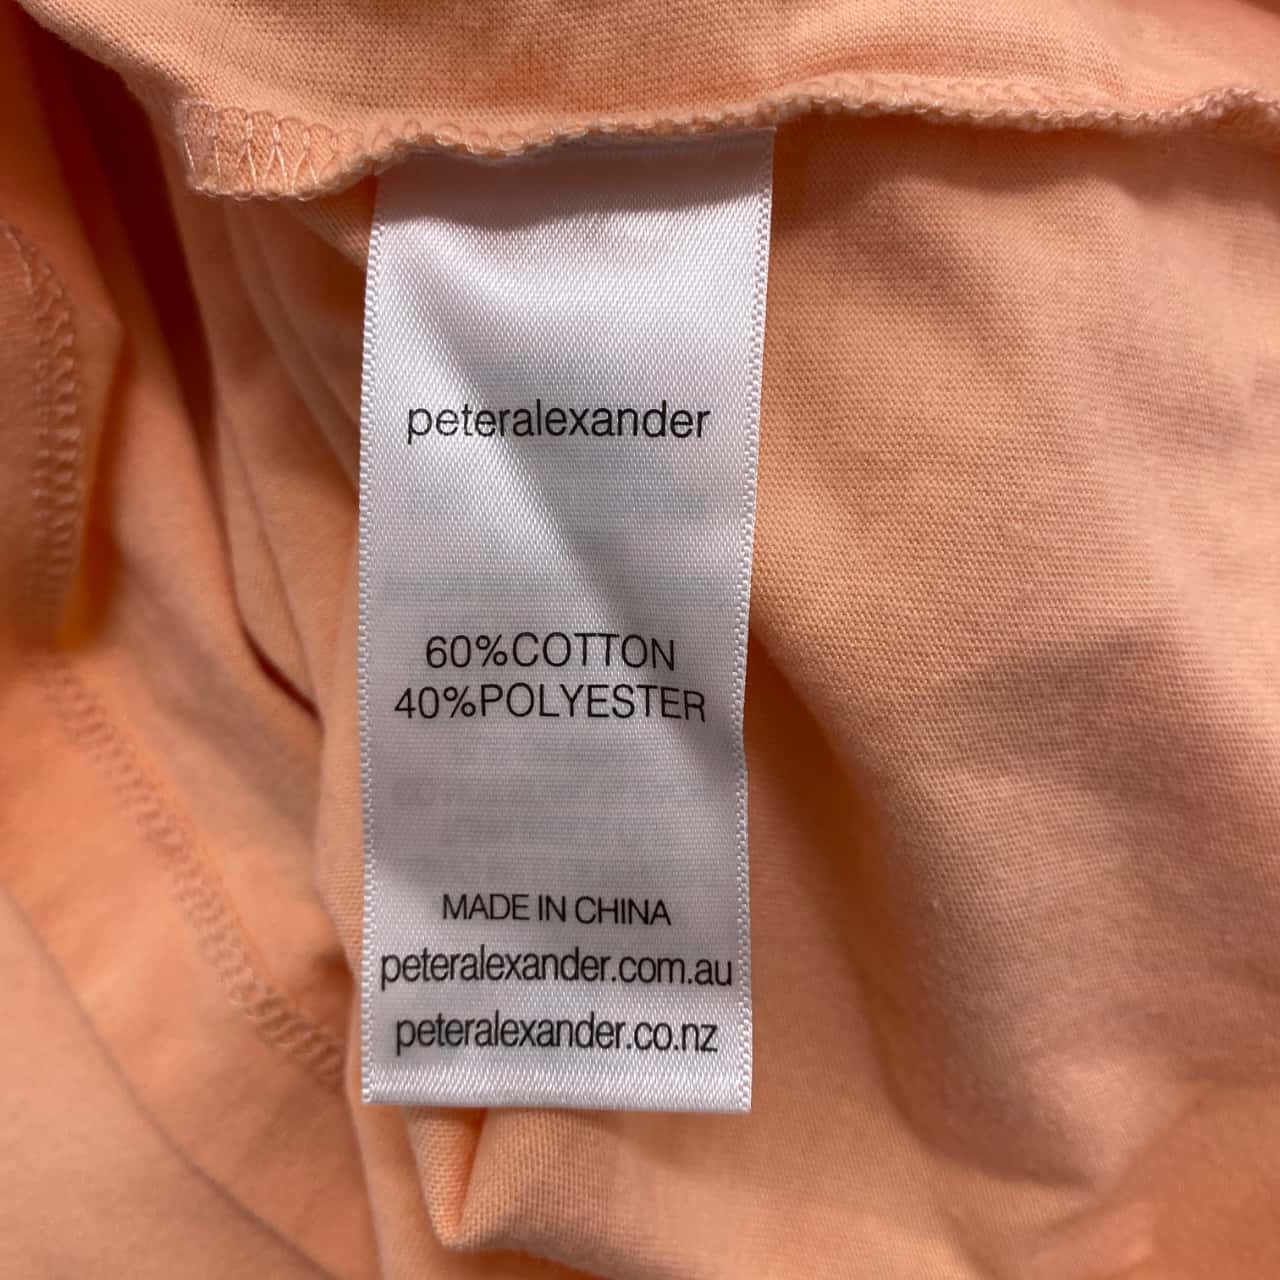 peteralexander
60%COTTON
40%POLYESTER
MADE IN CHINA
peteralexander.com.au
peteralexander.co.nz